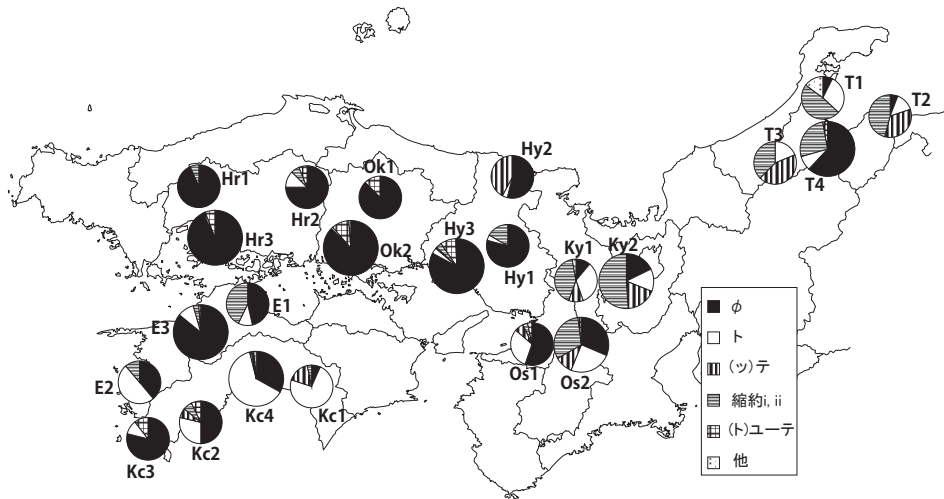 T1
T2
T3
T4
Hy2
Ok1
Hr1
Hr2
Hr3
Ok2
Hy3
Hy1
Ky1
Ky2
E1
E3
E2
Kc4
Kc1
Kc2
Kc3
Os1
Os2
φ
ト
(ッ)テ
縮約i, ii
(ト)ユーテ
他